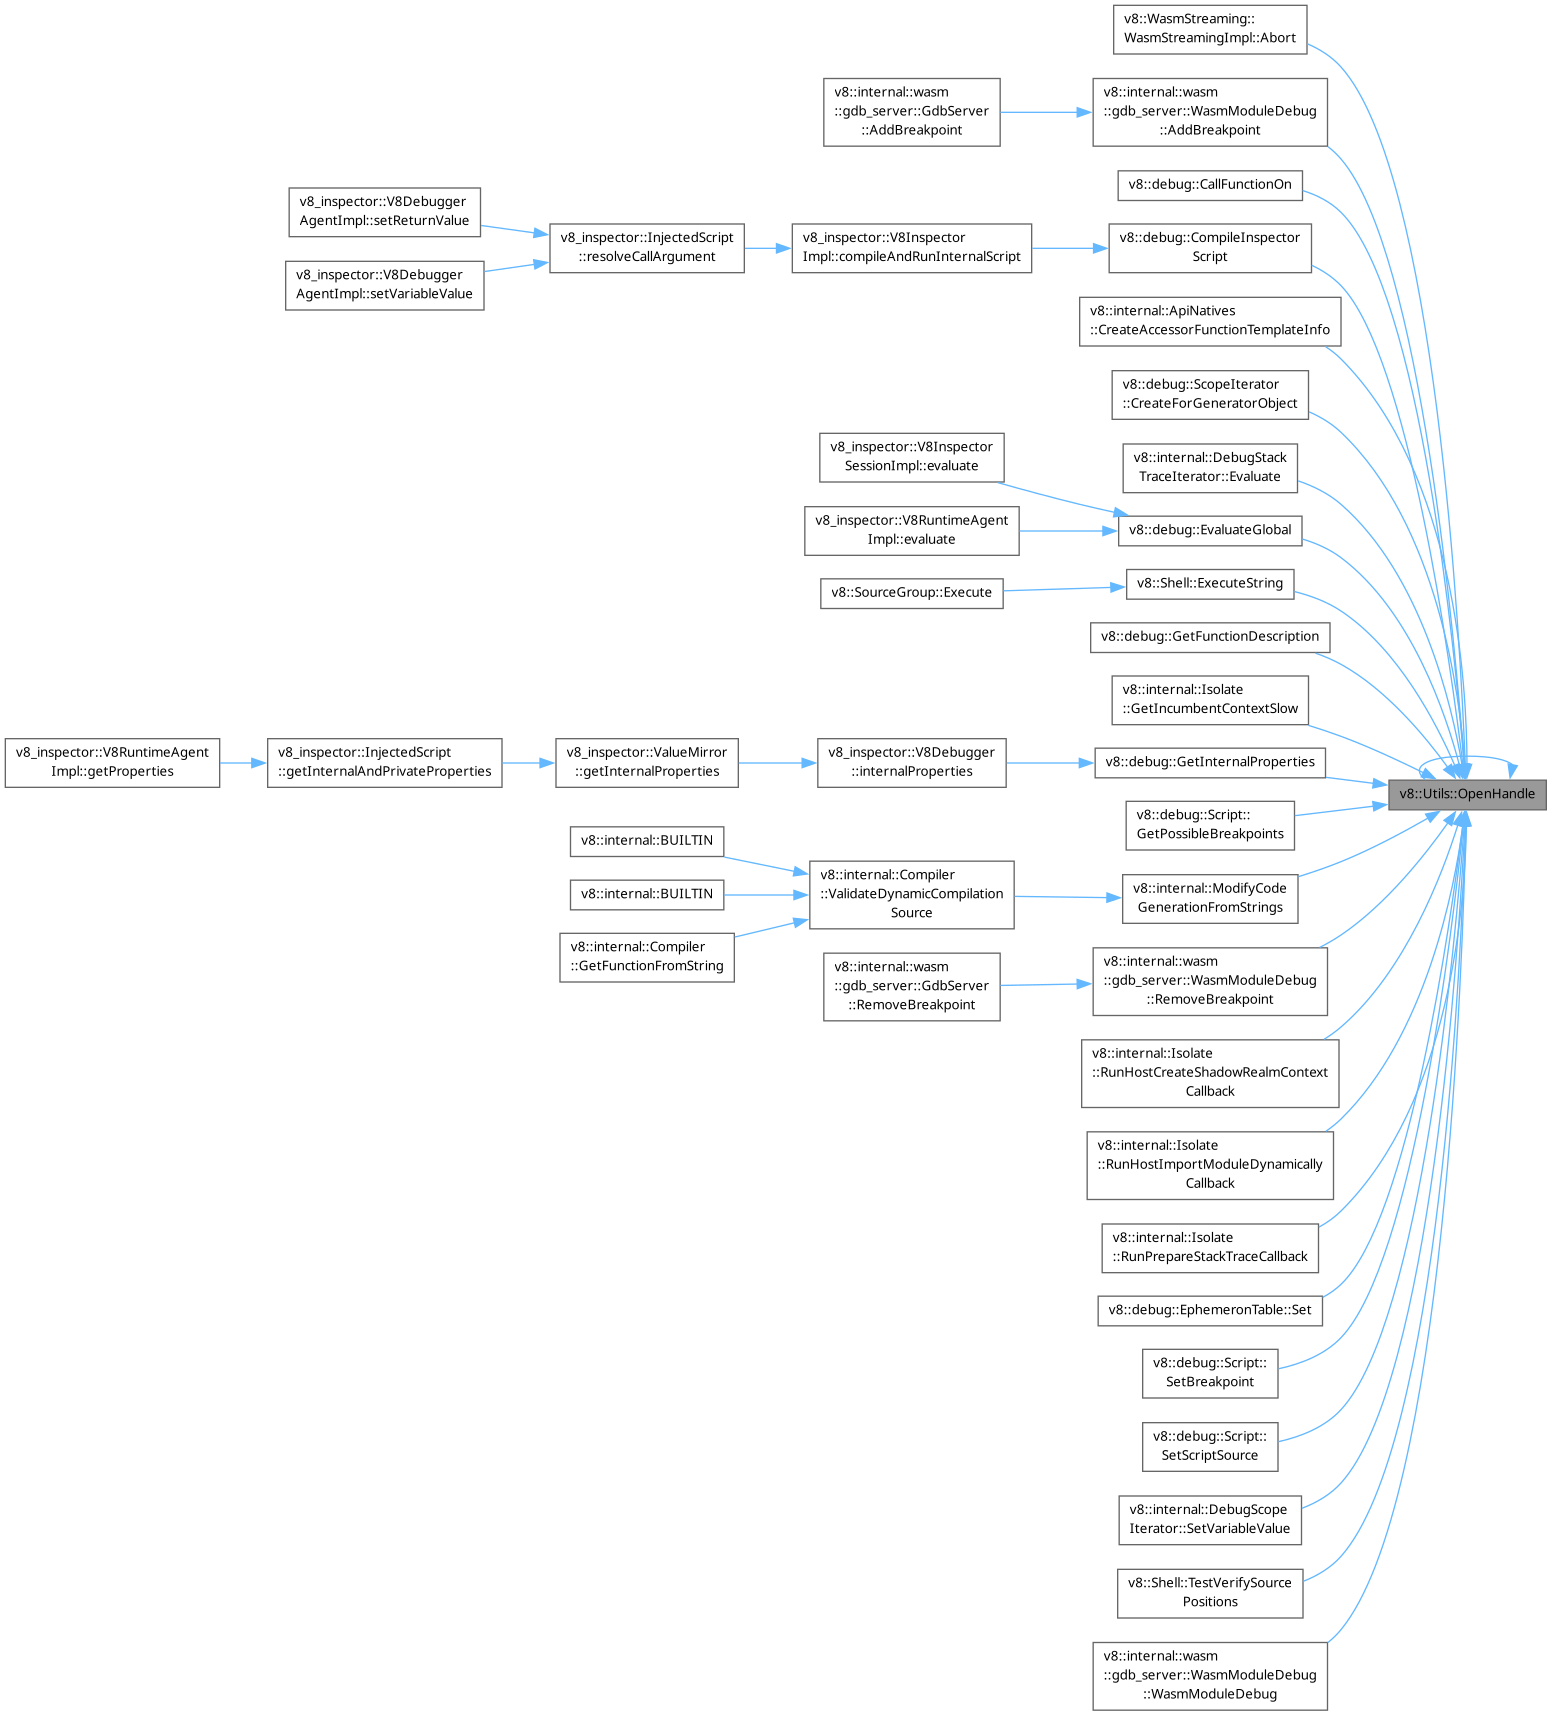 v8::WasmStreaming::
WasmStreamingImpl::Abort
v8::internal::wasm
::gdb_server::GdbServer
::AddBreakpoint
v8::internal::wasm
::gdb_server::WasmModuleDebug
::AddBreakpoint
v8::debug::CallFunctionOn
v8_inspector::V8Debugger
AgentImpl::setReturnValue
v8_inspector::V8Debugger
AgentImpl::setVariableValue
v8_inspector::InjectedScript
::resolveCallArgument
v8_inspector::V8Inspector
Impl::compileAndRunInternalScript
v8::debug::CompileInspector
Script
v8::internal::ApiNatives
::CreateAccessorFunctionTemplateInfo
v8::debug::ScopeIterator
::CreateForGeneratorObject
v8::internal::DebugStack
TraceIterator::Evaluate
v8_inspector::V8Inspector
SessionImpl::evaluate
v8_inspector::V8RuntimeAgent
Impl::evaluate
v8::debug::EvaluateGlobal
v8::SourceGroup::Execute
v8::Shell::ExecuteString
v8::debug::GetFunctionDescription
v8::internal::Isolate
::GetIncumbentContextSlow
v8_inspector::V8RuntimeAgent
Impl::getProperties
v8_inspector::InjectedScript
::getInternalAndPrivateProperties
v8_inspector::ValueMirror
::getInternalProperties
v8_inspector::V8Debugger
::internalProperties
v8::debug::GetInternalProperties
v8::Utils::OpenHandle
v8::debug::Script::
GetPossibleBreakpoints
v8::internal::BUILTIN
v8::internal::BUILTIN
v8::internal::Compiler
::GetFunctionFromString
v8::internal::Compiler
::ValidateDynamicCompilation
Source
v8::internal::ModifyCode
GenerationFromStrings
v8::internal::wasm
::gdb_server::GdbServer
::RemoveBreakpoint
v8::internal::wasm
::gdb_server::WasmModuleDebug
::RemoveBreakpoint
v8::internal::Isolate
::RunHostCreateShadowRealmContext
Callback
v8::internal::Isolate
::RunHostImportModuleDynamically
Callback
v8::internal::Isolate
::RunPrepareStackTraceCallback
v8::debug::EphemeronTable::Set
v8::debug::Script::
SetBreakpoint
v8::debug::Script::
SetScriptSource
v8::internal::DebugScope
Iterator::SetVariableValue
v8::Shell::TestVerifySource
Positions
v8::internal::wasm
::gdb_server::WasmModuleDebug
::WasmModuleDebug